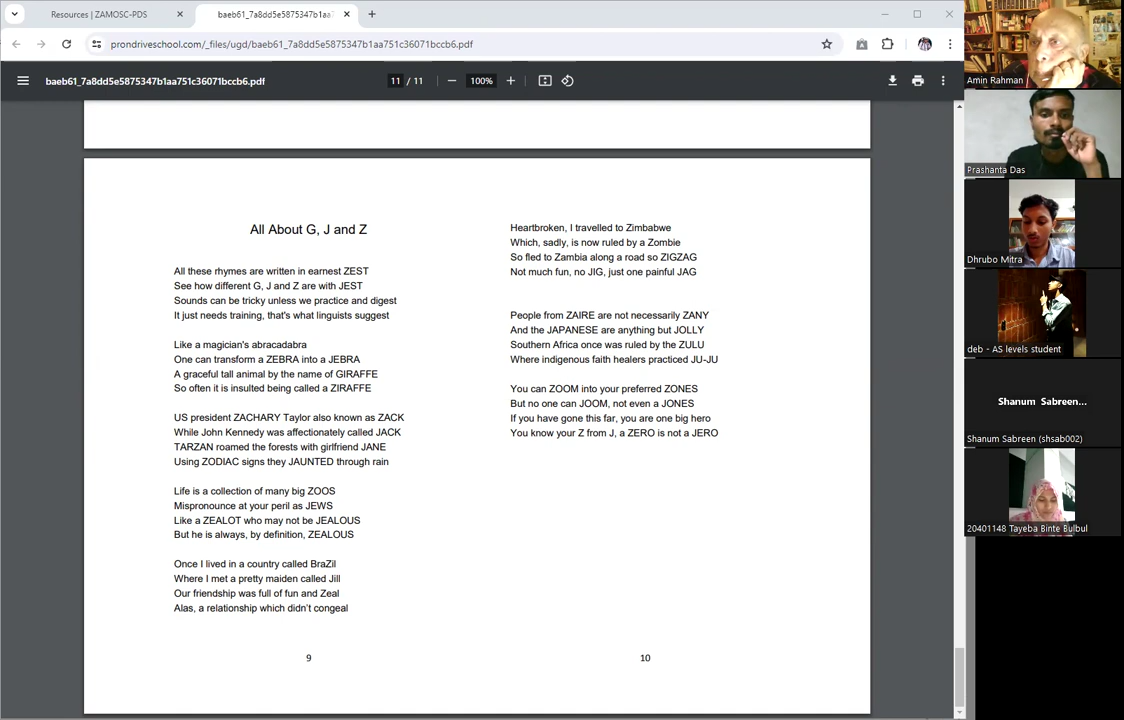 Resources | ZAMOSC-PDS
baeb61_7a8dd5e5875347b1aa7
prondriveschool.com/_files/ugd/baeb61_7a8dd5e5875347b1aa751c36071bccb6.pdf
baeb61_7a8dd5e5875347b1aa751c36071bccb6.pdf
11 / 11
100%
All About G, J and Z
All these rhymes are written in earnest ZEST
See how different G, J and Z are with JEST
Sounds can be tricky unless we practice and digest
It just needs training, that's what linguists suggest
Like a magician's abracadabra
One can transform a ZEBRA into a JEBRA
A graceful tall animal by the name of GIRAFFE
So often it is insulted being called a ZIRAFFE
US president ZACHARY Taylor also known as ZACK
While John Kennedy was affectionately called JACK
TARZAN roamed the forests with girlfriend JANE
Using ZODIAC signs they JAUNTED through rain
Life is a collection of many big ZOOS
Mispronounce at your peril as JEWS
Like a ZEALOT who may not be JEALOUS
But he is always, by definition, ZEALOUS
Once I lived in a country called BraZil
Where I met a pretty maiden called Jill
Our friendship was full of fun and Zeal
Alas, a relationship which didn't congeal
9
Heartbroken, I travelled to Zimbabwe
Which, sadly, is now ruled by a Zombie
So fled to Zambia along a road so ZIGZAG
Not much fun, no JIG, just one painful JAG
People from ZAIRE are not necessarily ZANY
And the JAPANESE are anything but JOLLY
Southern Africa once was ruled by the ZULU
Where indigenous faith healers practiced JU-JU
You can ZOOM into your preferred ZONES
But no one can JOOM, not even a JONES
If you have gone this far, you are one big hero
You know your Z from J, a ZERO is not a JERO
10
Amin Rahman
Prashanta Das
Dhrubo Mitra
deb - AS levels student
Shanum Sabreen...
Shanum Sabreen (shsab002)
20401148 Tayeba Binte Bulbul